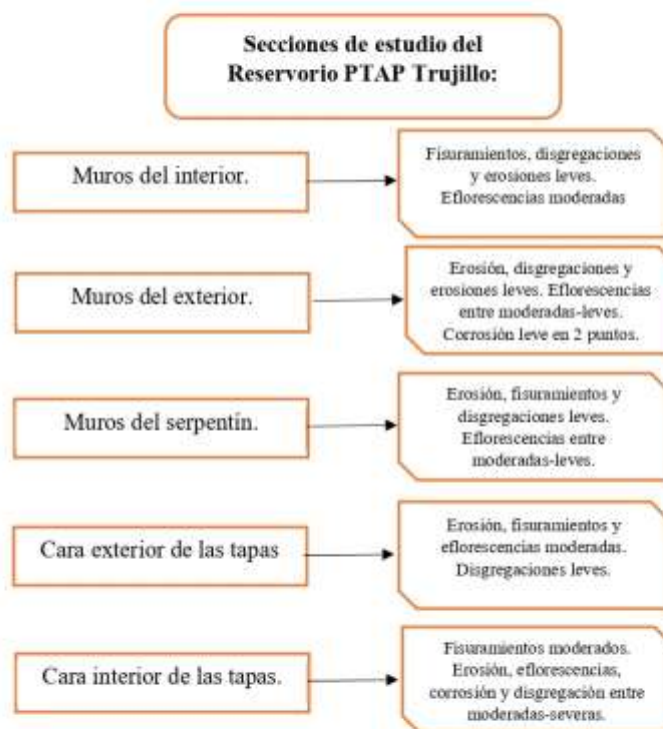 Secciones de estudio del
Reservorio PTAP Trujillo:
Muros del interior.
Fisuramientos, disgregaciones
y erosiones leves.
Eflorescencias moderadas
Muros del exterior.
Erosión, disgregaciones y
erosiones leves. Eflorescencias
entre moderadas-leves.
Corrosión leve en 2 puntos.
Muros del serpentín.
Erosión, fisuramientos y
disgregaciones leves.
Eflorescencias entre
moderadas-leves.
Cara exterior de las tapas
Erosión, fisuramientos y
eflorescencias moderadas.
Disgregaciones leves.
Cara interior de las tapas.
Fisuramientos moderados.
Erosión, eflorescencias,
corrosión y disgregación entre
moderadas-severas.